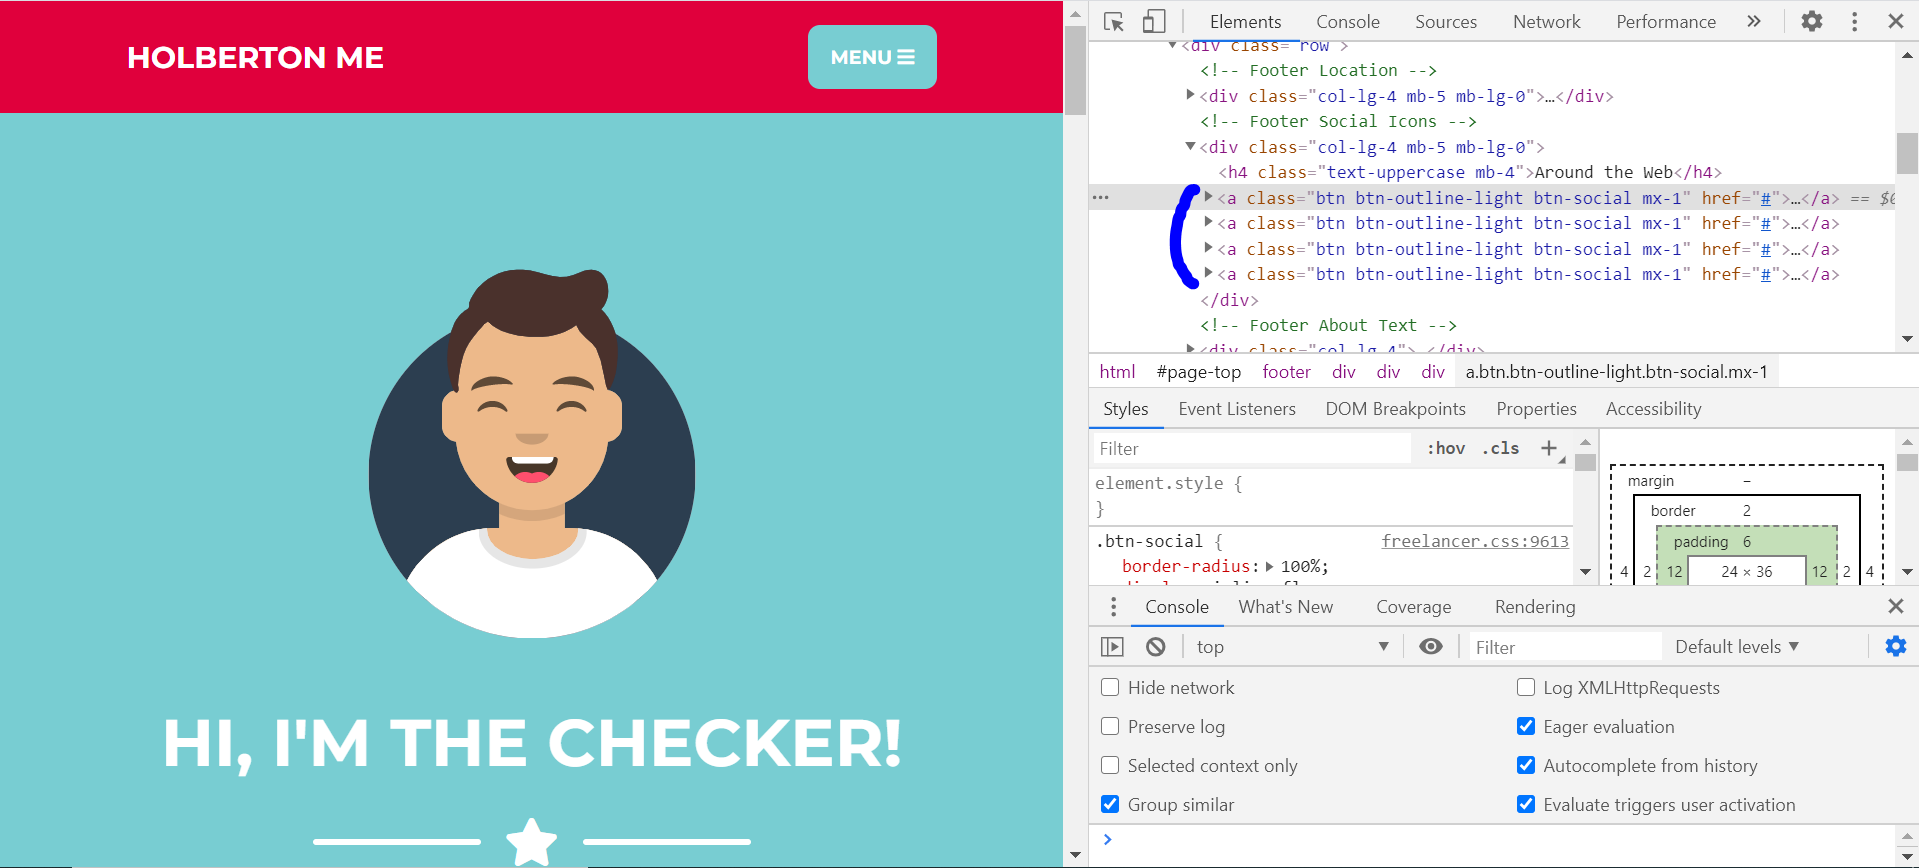 HOLBERTON ME
MENU
HI, I'M THE CHECKER!
Elements Console Sources Network Performance »
<div class="row">
<!-- Footer Location -->
<div class="col-lg-4 mb-5 mb-lg-0">…</div>
<!-- Footer Social Icons -->
<div class="col-lg-4 mb-5 mb-lg-0">
<h4 class="text-uppercase mb-4">Around the Web</h4>
<a class="btn btn-outline-light btn-social mx-1" href="#">…</a> == $0
<a class="btn btn-outline-light btn-social mx-1" href="#">…</a>
<a class="btn btn-outline-light btn-social mx-1" href="#">…</a>
<a class="btn btn-outline-light btn-social mx-1" href="#">…</a>
</div>
<!-- Footer About Text -->
<div class="col-lg-4">…</div>
html #page-top footer div div div a.btn.btn-outline-light.btn-social.mx-1
Styles Event Listeners DOM Breakpoints Properties Accessibility
Filter :hov .cls +
element.style {
}
.btn-social { freelancer.css:9613
border-radius: 100%;
margin –
border 2
padding 6
4 2 12 24 × 36 12 2 4
Console What's New Coverage Rendering
top Filter Default levels
Hide network Log XMLHttpRequests
Preserve log Eager evaluation
Selected context only Autocomplete from history
Group similar Evaluate triggers user activation